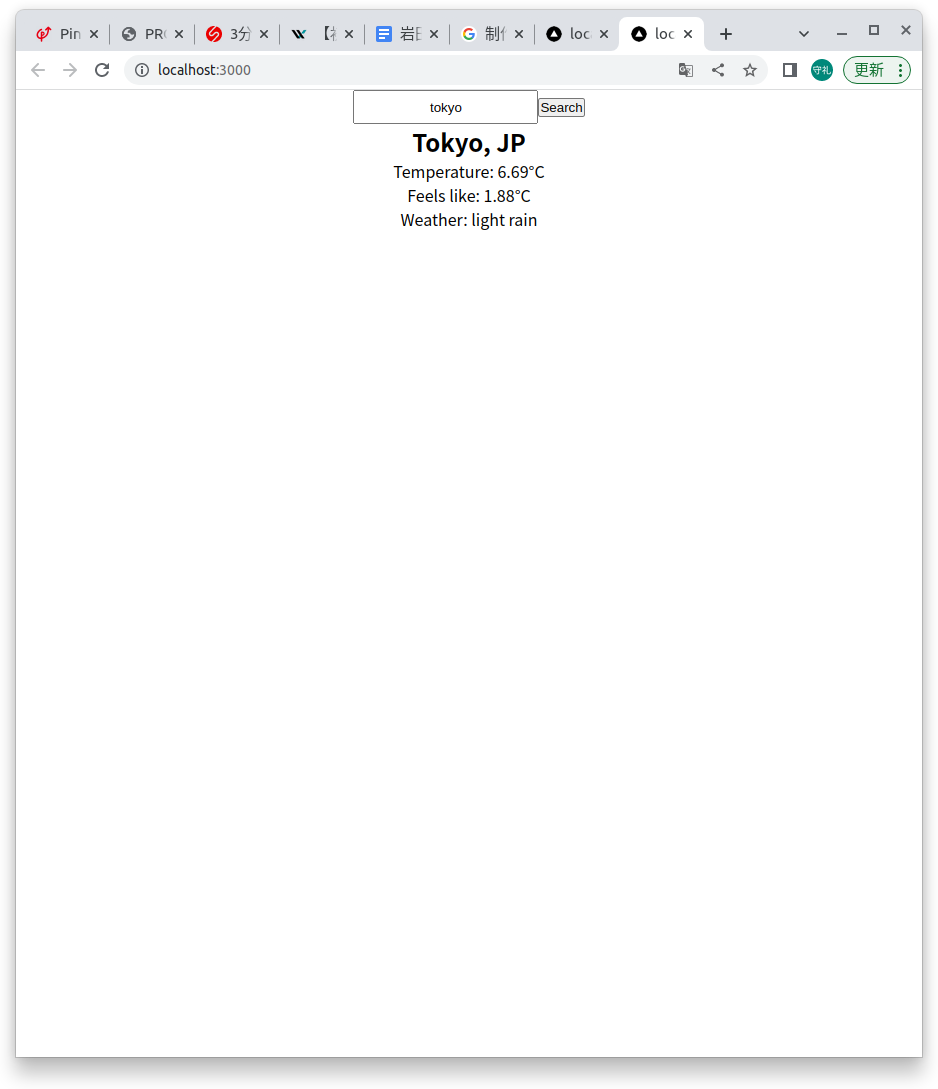 Pin
PR
3分
制作
loc
loc
localhost:3000
守礼
更新
tokyo
Search
Tokyo, JP
Temperature: 6.69°C
Feels like: 1.88°C
Weather: light rain